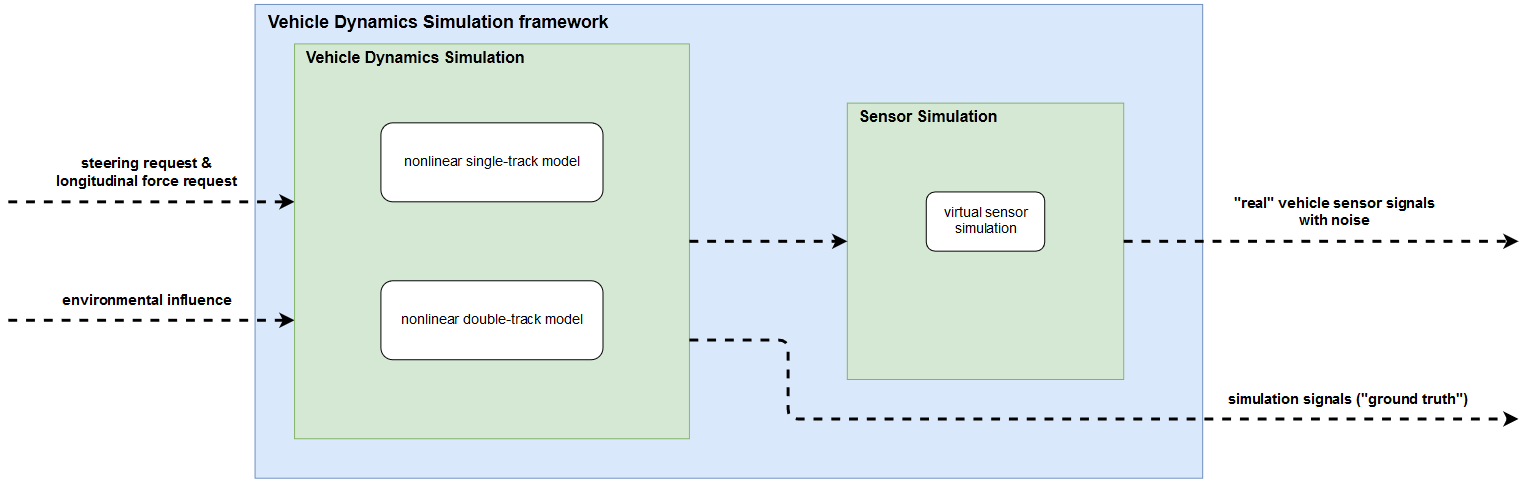 Vehicle Dynamics Simulation framework
Vehicle Dynamics Simulation
Sensor Simulation
nonlinear single-track model
steering request &
longitudinal force request
virtual sensor
simulation
"real" vehicle sensor signals
with noise
environmental influence
nonlinear double-track model
simulation signals ("ground truth")